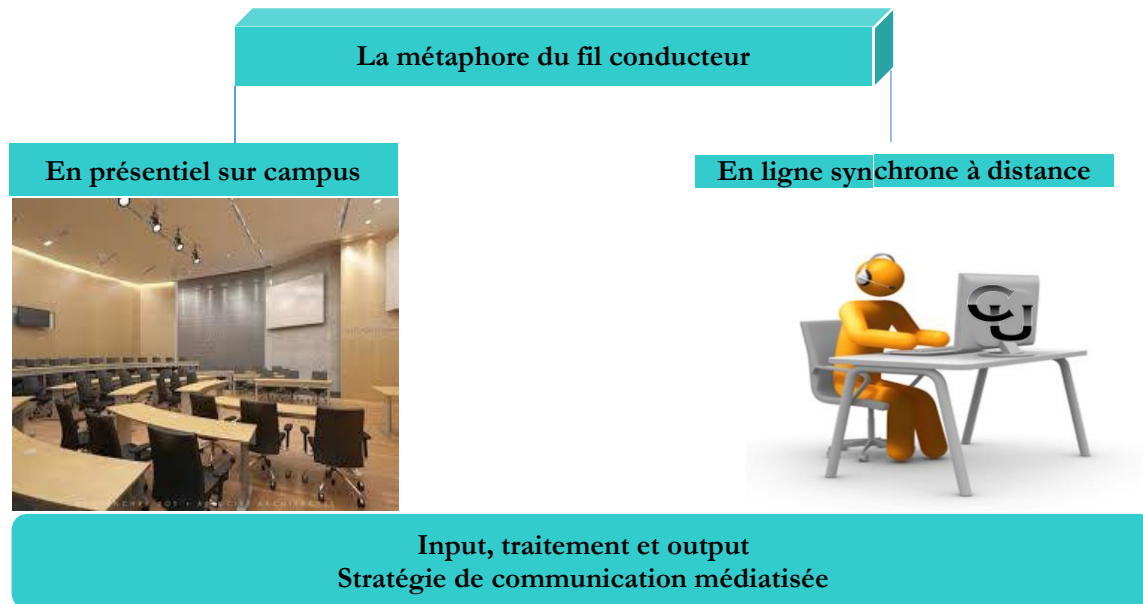 La métaphore du fil conducteur
En présentiel sur campus
En ligne synchrone à distance
CU
Input, traitement et output
Stratégie de communication médiatisée